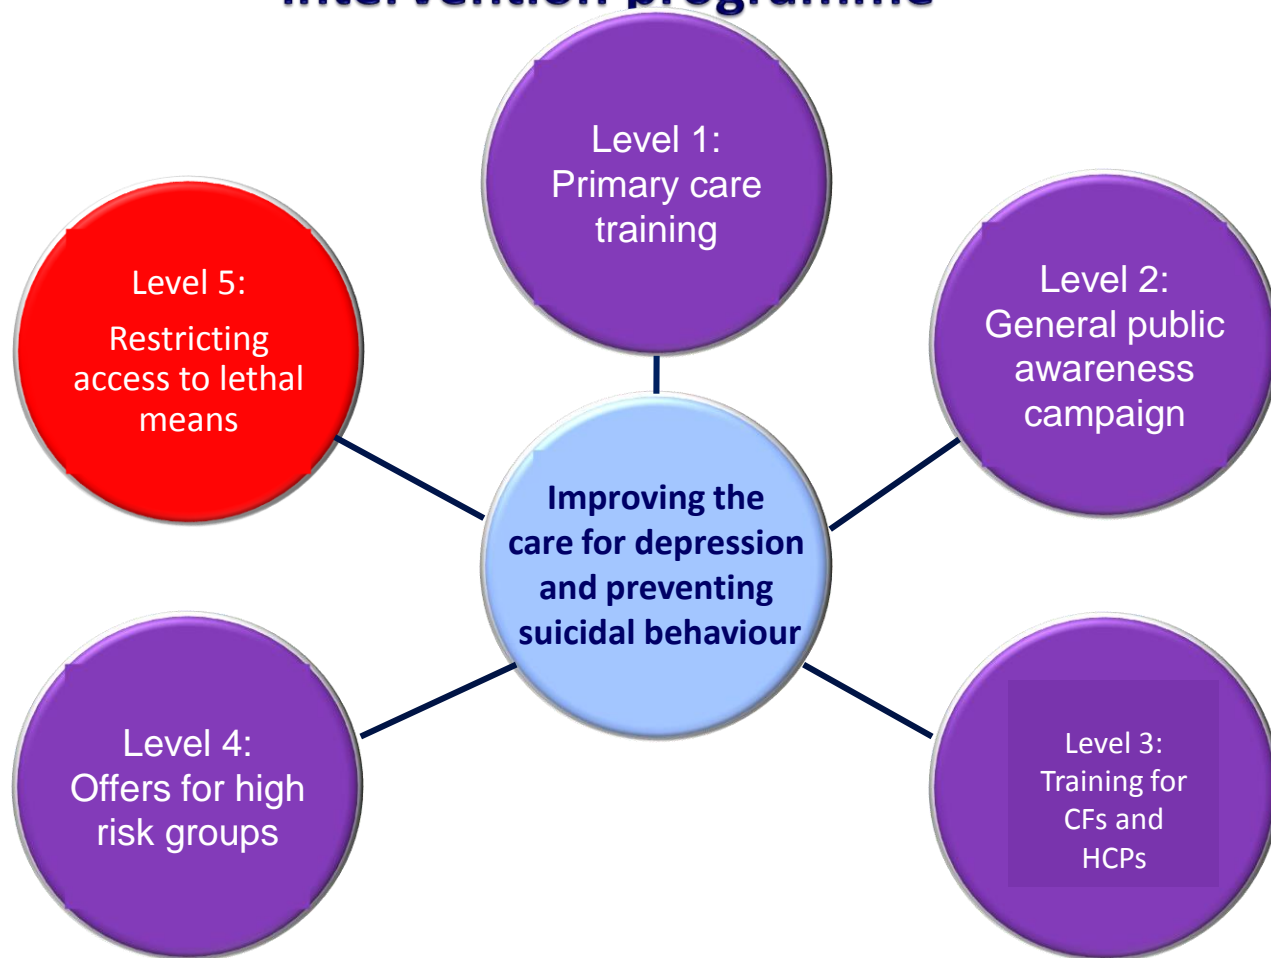 intervention programme
Level 1:
Primary care
training
Level 2:
General public
awareness
campaign
Level 3:
Training for
CFs and
HCPs
Level 4:
Offers for high
risk groups
Level 5:
Restricting
access to lethal
means
Improving the
care for depression
and preventing
suicidal behaviour